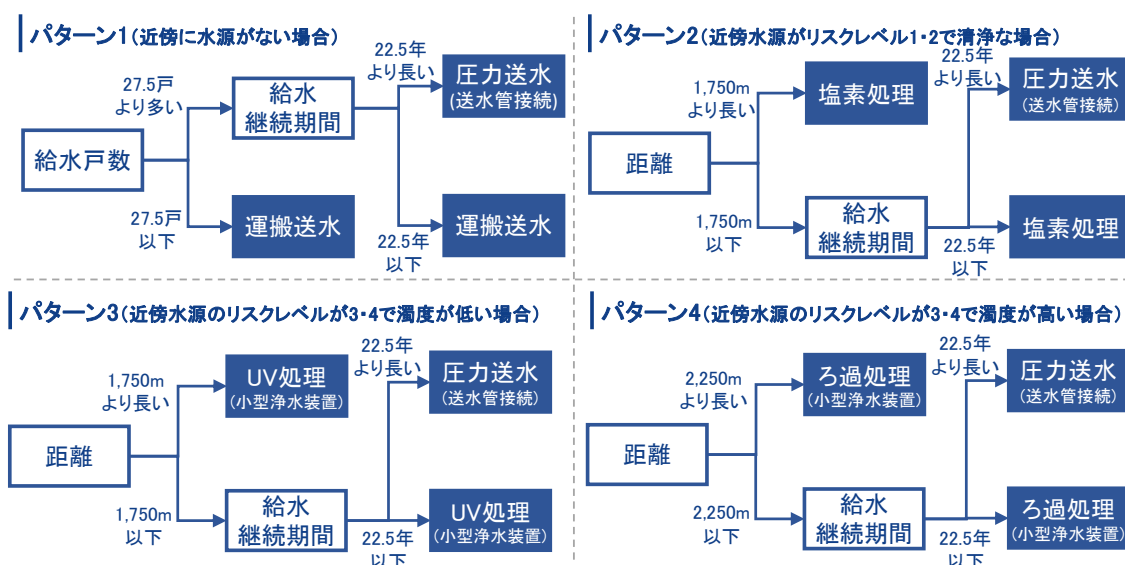 パターン1(近傍に水源がない場合)
27.5戸
より多い
給水戸数
27.5戸
以下
給水
継続期間
運搬送水
22.5年
より長い
22.5年
以下
圧力送水
(送水管接続)
運搬送水
パターン2(近傍水源がリスクレベル1・2で清浄な場合)
1,750m
より長い
距離
1,750m
以下
塩素処理
給水
継続期間
22.5年
より長い
22.5年
以下
圧力送水
(送水管接続)
塩素処理
パターン3(近傍水源のリスクレベルが3・4で濁度が低い場合)
1,750m
より長い
距離
1,750m
以下
UV処理
(小型浄水装置)
給水
継続期間
22.5年
より長い
22.5年
以下
圧力送水
(送水管接続)
UV処理
(小型浄水装置)
パターン4(近傍水源のリスクレベルが3・4で濁度が高い場合)
2,250m
より長い
距離
2,250m
以下
ろ過処理
(小型浄水装置)
給水
継続期間
22.5年
より長い
22.5年
以下
圧力送水
(送水管接続)
ろ過処理
(小型浄水装置)